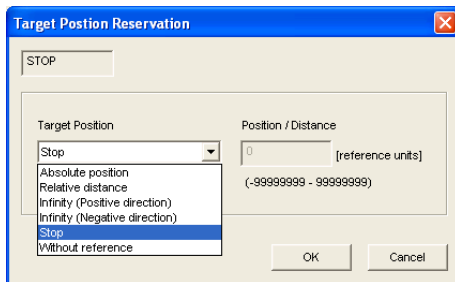 Target Postion Reservation
STOP
Target Position
Position / Distance
Stop
0
[reference units]
(-99999999 - 99999999)
Absolute position
Relative distance
Infinity (Positive direction)
Infinity (Negative direction)
Stop
Without reference
OK
Cancel